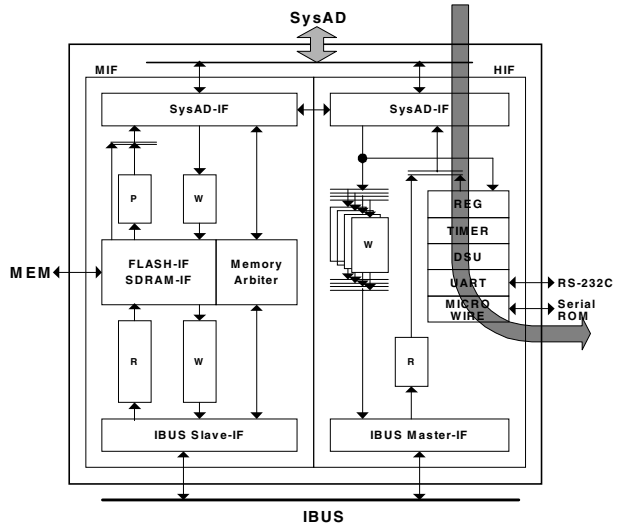 SysAD
MIF
HIF
SysAD-IF
SysAD-IF
P
W
REG
TIMER
DSU
UART
MICRO
WIRE
W
MEM
FLASH-IF
SDRAM-IF
Memory
Arbiter
RS-232C
Serial
ROM
R
W
R
IBUS Slave-IF
IBUS Master-IF
IBUS